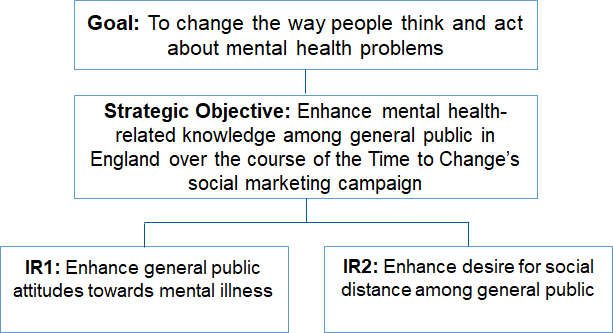 Goal: To change the way people think and act
about mental health problems
Strategic Objective: Enhance mental health-
related knowledge among general public in
England over the course of the Time to Change's
social marketing campaign
IR1: Enhance general public
attitudes towards mental illness
IR2: Enhance desire for social
distance among general public